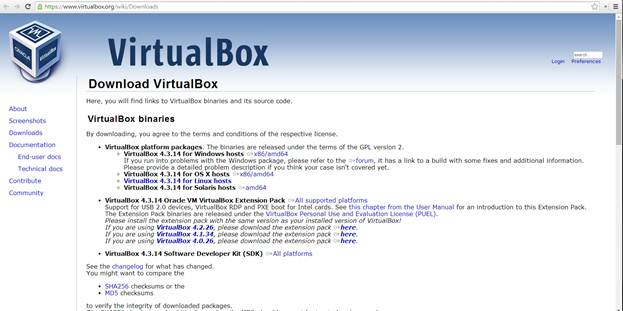 https://www.virtualbox.org/wiki/Downloads
VirtualBox
search...
Login Preferences
Download VirtualBox
Here, you will find links to VirtualBox binaries and its source code.
VirtualBox binaries
By downloading, you agree to the terms and conditions of the respective license.
About
Screenshots
Downloads
Documentation
End-user docs
Technical docs
Contribute
Community
VirtualBox platform packages. The binaries are released under the terms of the GPL version 2.
VirtualBox 4.3.14 for Windows hosts x86/amd64
If you run into problems with the Windows package, please refer to the forum, it has a link to a build with some fixes and additional information.
Please provide a detailed problem description if you think your case isn't covered yet.
VirtualBox 4.3.14 for OS X hosts x86/amd64
VirtualBox 4.3.14 for Linux hosts
VirtualBox 4.3.14 for Solaris hosts amd64
VirtualBox 4.3.14 Oracle VM VirtualBox Extension Pack All supported platforms
Support for USB 2.0 devices, VirtualBox RDP and PXE boot for Intel cards. See this chapter from the User Manual for an introduction to this Extension Pack.
The Extension Pack binaries are released under the VirtualBox Personal Use and Evaluation License (PUEL).
Please install the extension pack with the same version as your installed version of VirtualBox!
If you are using VirtualBox 4.2.26, please download the extension pack here.
If you are using VirtualBox 4.1.34, please download the extension pack here.
If you are using VirtualBox 4.0.26, please download the extension pack here.
VirtualBox 4.3.14 Software Developer Kit (SDK) All platforms
See the changelog for what has changed.
You might want to compare the
SHA256 checksums or the
MD5 checksums
to verify the integrity of downloaded packages.